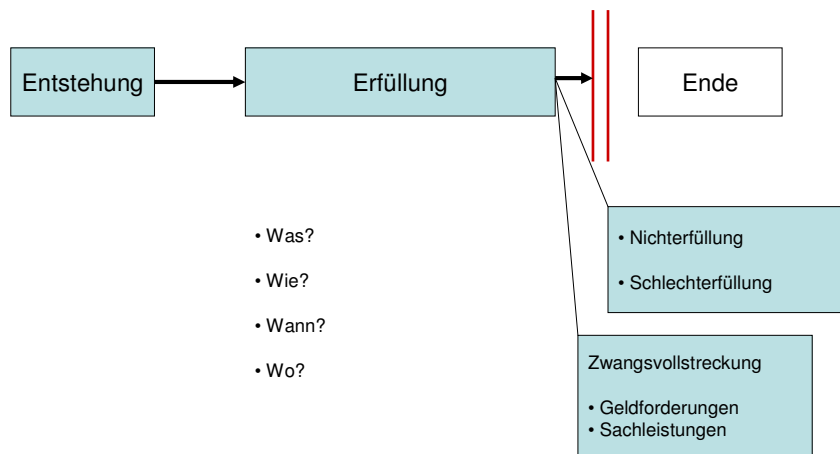 Entstehung
Erfüllung
Ende
• Was?
• Wie?
• Wann?
• Wo?
• Nichterfüllung
• Schlechterfüllung
Zwangsvollstreckung
• Geldforderungen
• Sachleistungen